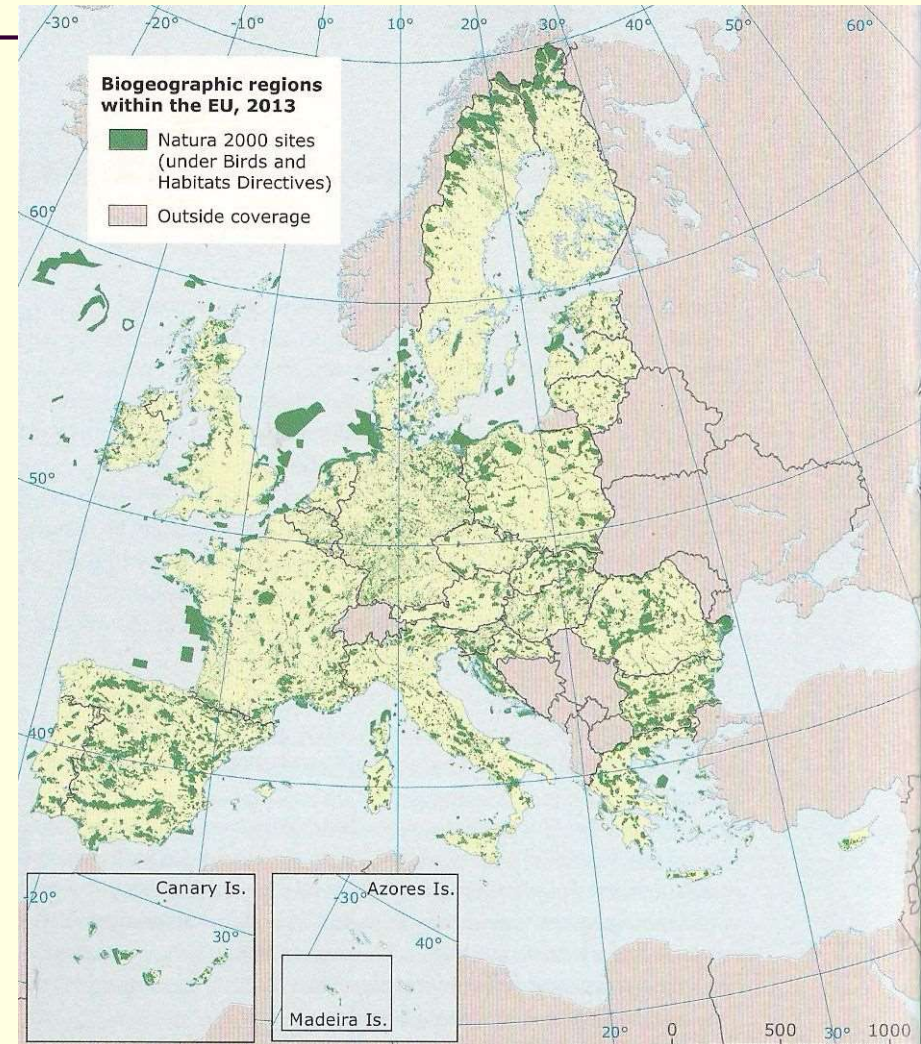 -30° -20° -10° 0° 10° 20° 30° 40° 50° 60°
Biogeographic regions
within the EU, 2013
Natura 2000 sites
(under Birds and
Habitats Directives)
Outside coverage
60°
50°
40°
Canary Is.
-20°
30°
Azores Is.
-30°
40°
Madeira Is.
20° 0 500 30° 1000